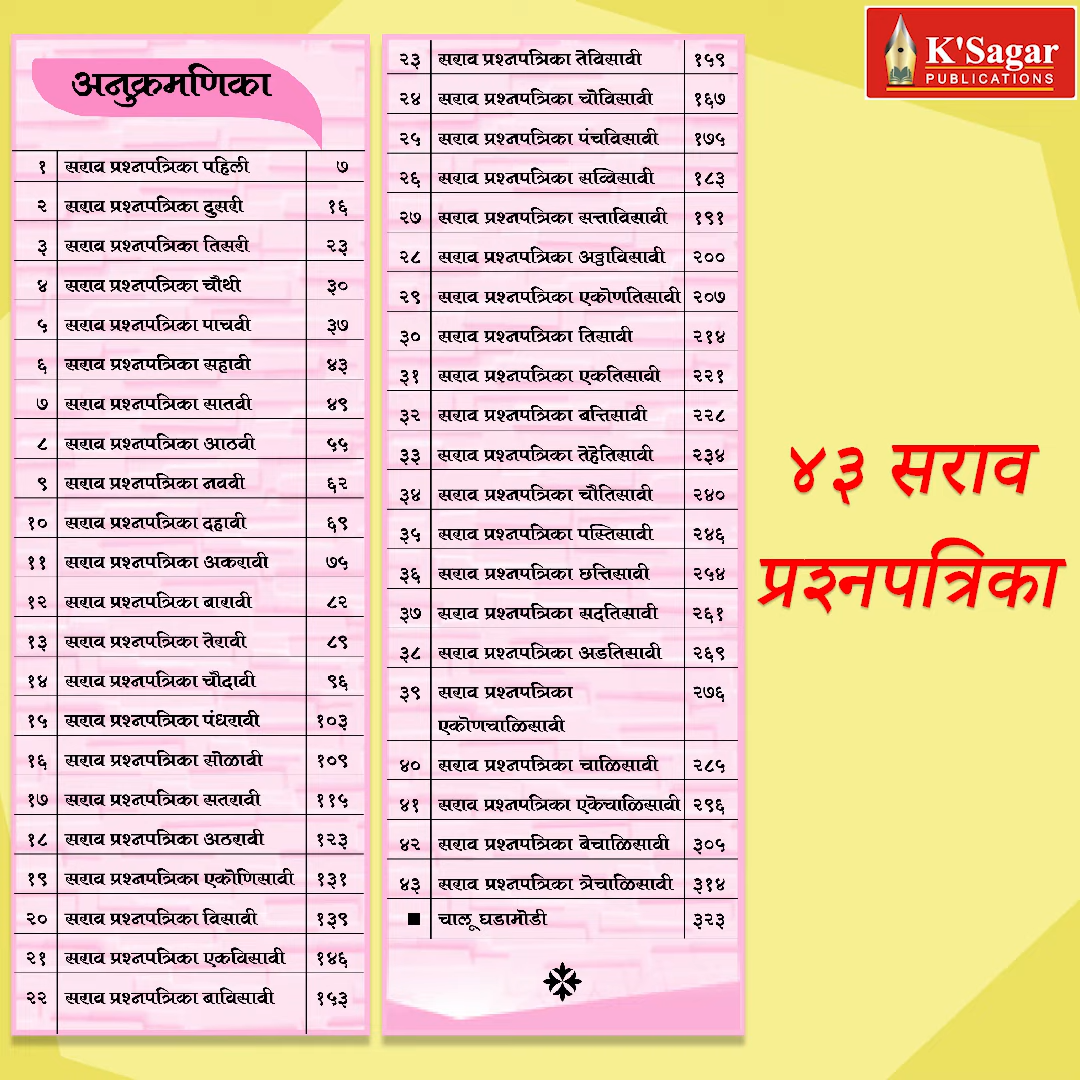 अनुक्रमणिका
१ सराव प्रश्नपत्रिका पहिली ७
२ सराव प्रश्नपत्रिका दुसरी १६
३ सराव प्रश्नपत्रिका तिसरी २३
४ सराव प्रश्नपत्रिका चौथी ३०
५ सराव प्रश्नपत्रिका पाचवी ३७
६ सराव प्रश्नपत्रिका सहावी ४३
७ सराव प्रश्नपत्रिका सातवी ४९
८ सराव प्रश्नपत्रिका आठवी ५५
९ सराव प्रश्नपत्रिका नववी ६२
१० सराव प्रश्नपत्रिका दहावी ६९
११ सराव प्रश्नपत्रिका अकरावी ७५
१२ सराव प्रश्नपत्रिका बारावी ८२
१३ सराव प्रश्नपत्रिका तेरावी ८९
१४ सराव प्रश्नपत्रिका चौदावी ९६
१५ सराव प्रश्नपत्रिका पंधरावी १०३
१६ सराव प्रश्नपत्रिका सोळावी १०९
१७ सराव प्रश्नपत्रिका सतरावी ११५
१८ सराव प्रश्नपत्रिका अठरावी १२३
१९ सराव प्रश्नपत्रिका एकोणिसावी १३१
२० सराव प्रश्नपत्रिका विसावी १३९
२१ सराव प्रश्नपत्रिका एकविसावी १४६
२२ सराव प्रश्नपत्रिका बाविसावी १५३
२३ सराव प्रश्नपत्रिका तेविसावी १५९
२४ सराव प्रश्नपत्रिका चोविसावी १६७
२५ सराव प्रश्नपत्रिका पंचविसावी १७५
२६ सराव प्रश्नपत्रिका सव्विसावी १८३
२७ सराव प्रश्नपत्रिका सत्ताविसावी १९१
२८ सराव प्रश्नपत्रिका अठ्ठाविसावी २००
२९ सराव प्रश्नपत्रिका एकोणतिसावी २०७
३० सराव प्रश्नपत्रिका तिसावी २१४
३१ सराव प्रश्नपत्रिका एकतिसावी २२१
३२ सराव प्रश्नपत्रिका बत्तिसावी २२८
३३ सराव प्रश्नपत्रिका तेहेतिसावी २३४
३४ सराव प्रश्नपत्रिका चौतिसावी २४०
३५ सराव प्रश्नपत्रिका पस्तिसावी २४६
३६ सराव प्रश्नपत्रिका छत्तिसावी २५४
३७ सराव प्रश्नपत्रिका सदतिसावी २६१
३८ सराव प्रश्नपत्रिका अडतिसावी २६९
३९ सराव प्रश्नपत्रिका २७६
एकोणचाळिसावी
४० सराव प्रश्नपत्रिका चाळिसावी २८५
४१ सराव प्रश्नपत्रिका एकेचाळिसावी २९६
४२ सराव प्रश्नपत्रिका बेचाळिसावी ३०५
४३ सराव प्रश्नपत्रिका त्रेचाळिसावी ३१४
■ चालू घडामोडी ३२३
K'Sagar
PUBLICATIONS
४३ सराव
प्रश्नपत्रिका